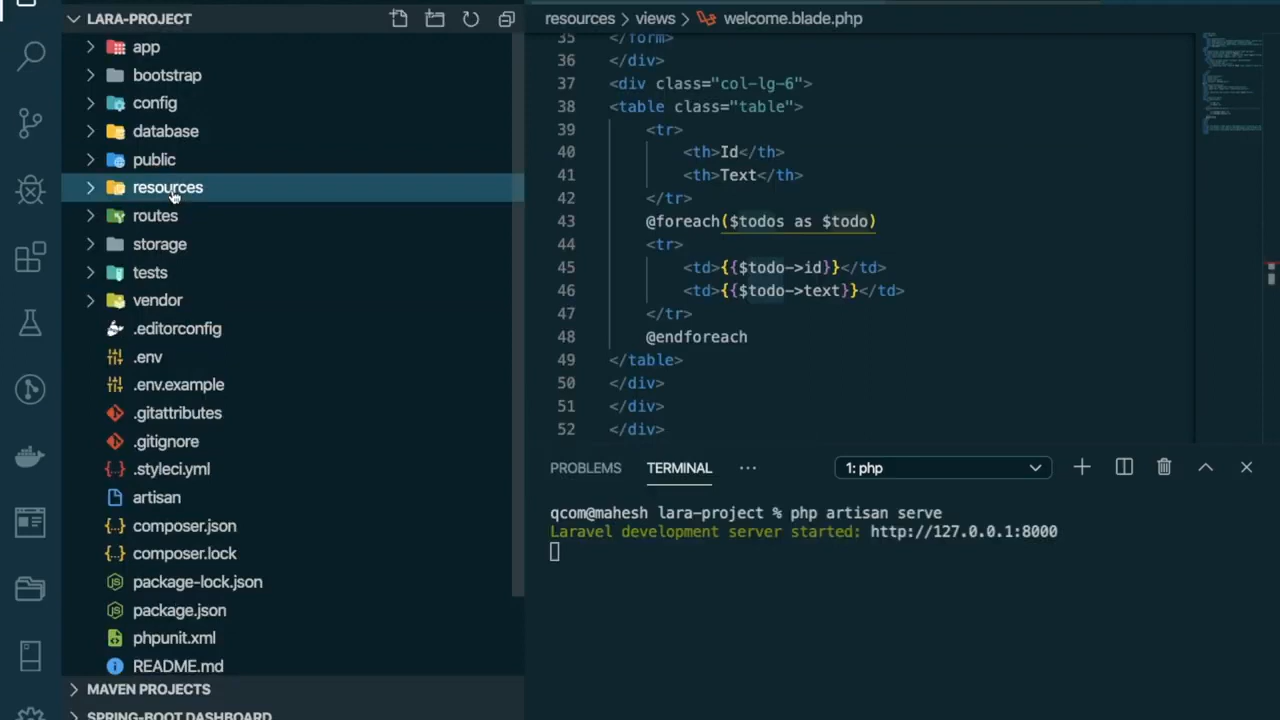 LARA-PROJECT
app
bootstrap
config
database
public
resources
routes
storage
tests
vendor
.editorconfig
.env
.env.example
.gitattributes
.gitignore
.styleci.yml
artisan
composer.json
composer.lock
package-lock.json
package.json
phpunit.xml
README.md
MAVEN PROJECTS
SPRING-BOOT DASHBOARD
resources > views > welcome.blade.php
35 </form>
36 </div>
37 <div class="col-lg-6">
38 <table class="table">
39 <tr>
40 <th>Id</th>
41 <th>Text</th>
42 </tr>
43 @foreach($todos as $todo)
44 <tr>
45 <td>{{$todo->id}}</td>
46 <td>{{$todo->text}}</td>
47 </tr>
48 @endforeach
49 </table>
50 </div>
51 </div>
52 </div>
PROBLEMS TERMINAL ··· 1: php
qcom@mahesh lara-project % php artisan serve
Laravel development server started: http://127.0.0.1:8000